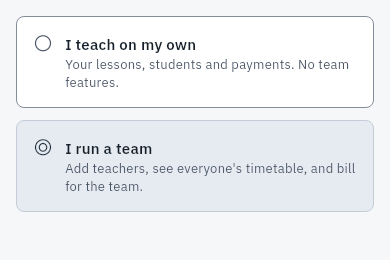 I teach on my own
Your lessons, students and payments. No team
features.
I run a team
Add teachers, see everyone's timetable, and bill
for the team.